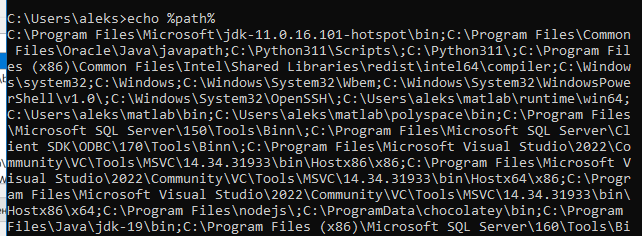 C:\Users\aleks>echo %path%
C:\Program Files\Microsoft\jdk-11.0.16.101-hotspot\bin;C:\Program Files\Common
 Files\Oracle\Java\javapath;C:\Python311\Scripts\;C:\Python311\;C:\Program Fil
es (x86)\Common Files\Intel\Shared Libraries\redist\intel64\compiler;C:\Window
s\system32;C:\Windows;C:\Windows\System32\Wbem;C:\Windows\System32\WindowsPowe
rShell\v1.0\;C:\Windows\System32\OpenSSH\;C:\Users\aleks\matlab\runtime\win64;
C:\Users\aleks\matlab\bin;C:\Users\aleks\matlab\polyspace\bin;C:\Program Files
\Microsoft SQL Server\150\Tools\Binn\;C:\Program Files\Microsoft SQL Server\Cl
ient SDK\ODBC\170\Tools\Binn\;C:\Program Files\Microsoft Visual Studio\2022\Co
mmunity\VC\Tools\MSVC\14.34.31933\bin\Hostx86\x86;C:\Program Files\Microsoft V
isual Studio\2022\Community\VC\Tools\MSVC\14.34.31933\bin\Hostx64\x86;C:\Progr
am Files\Microsoft Visual Studio\2022\Community\VC\Tools\MSVC\14.34.31933\bin\
Hostx86\x64;C:\Program Files\nodejs\;C:\ProgramData\chocolatey\bin;C:\Program
Files\Java\jdk-19\bin;C:\Program Files (x86)\Microsoft SQL Server\160\Tools\Bi